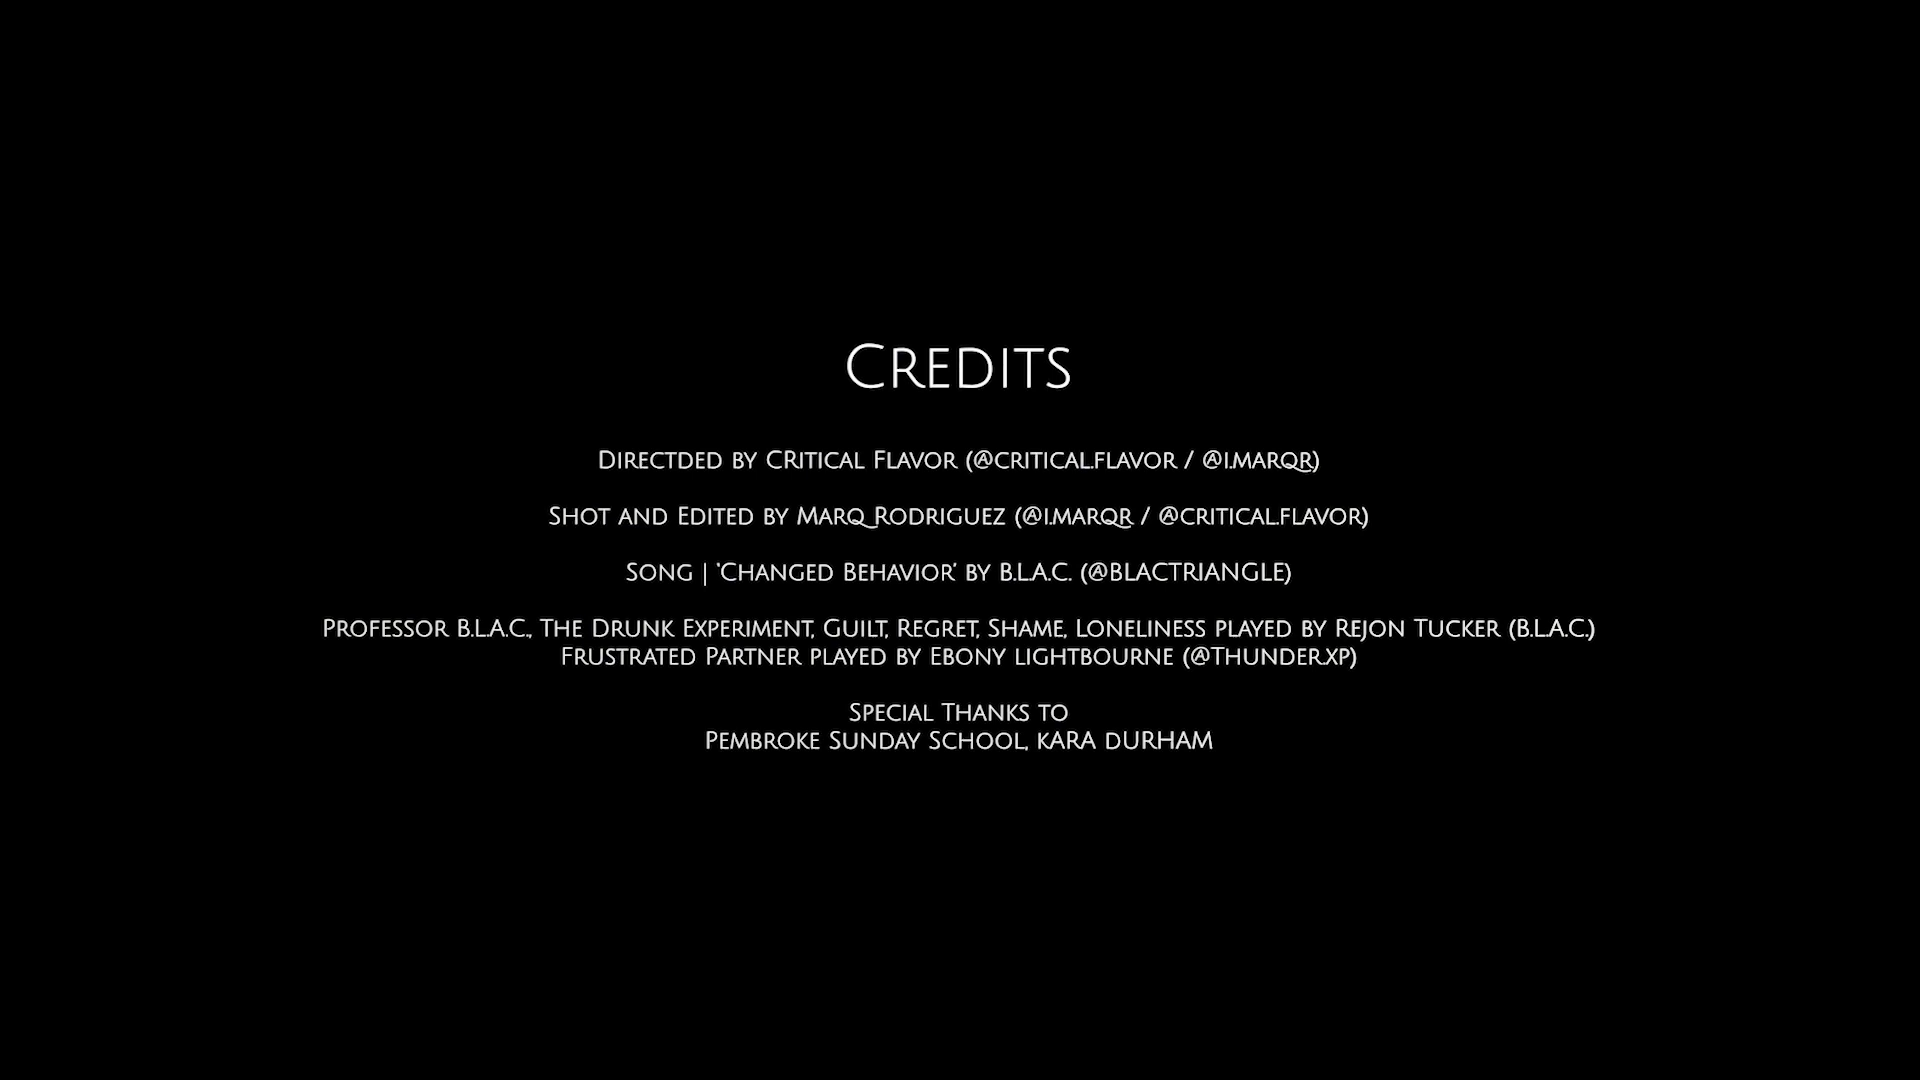 Credits
Directded by CRitical Flavor (@critical.flavor / @i.marqr)
Shot and Edited by Marq Rodriguez (@i.marqr / @critical.flavor)
Song | 'Changed Behavior' by B.L.A.C. (@BLACTRIANGLE)
Professor B.L.A.C., The Drunk Experiment, Guilt, Regret, Shame, Loneliness played by Rejon Tucker (B.L.A.C.)
Frustrated Partner played by Ebony lightbourne (@Thunder.xp)
Special Thanks to
Pembroke Sunday School, kARA dURHAM